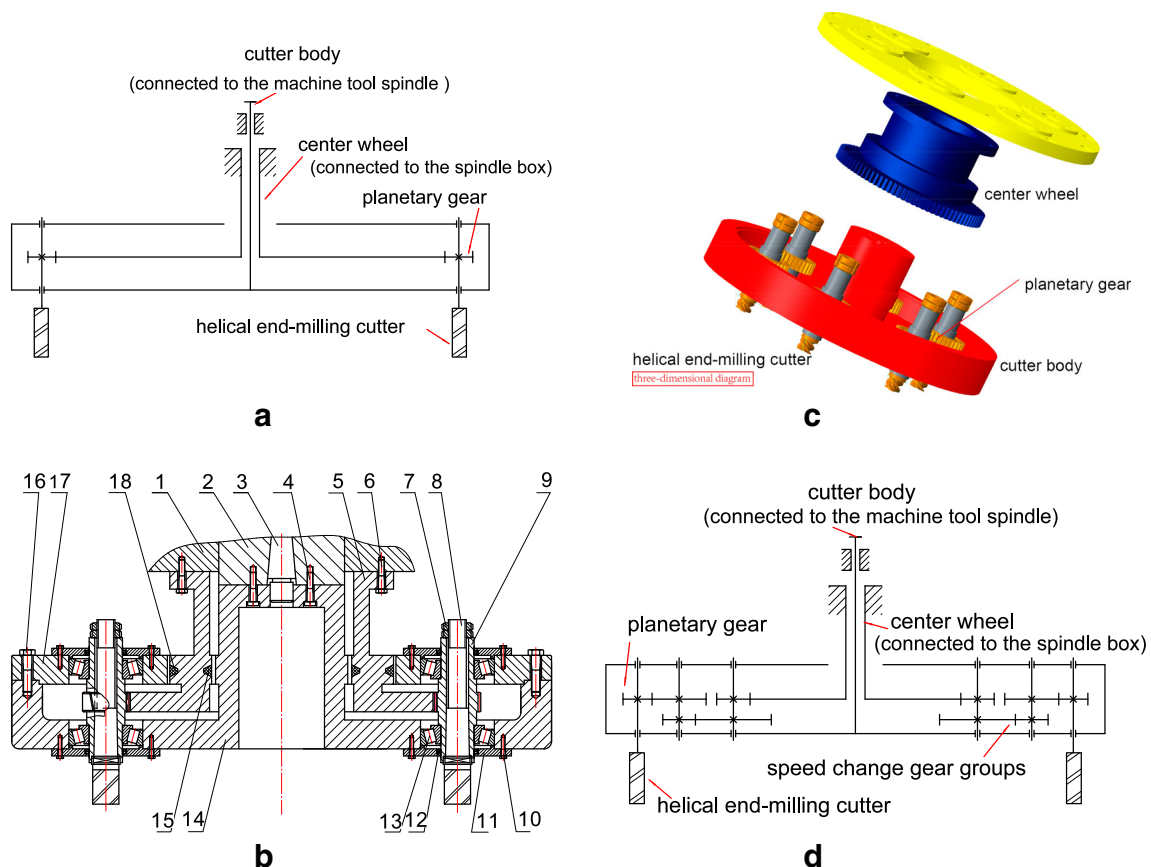 cutter body
(connected to the machine tool spindle )
center wheel
(connected to the spindle box)
planetary gear
helical end-milling cutter
a
center wheel
planetary gear
helical end-milling cutter
three-dimensional diagram
cutter body
c
16 17 18 1 2 3 4 5 6 7 8 9
15 14 13 12 11 10
b
cutter body
(connected to the machine tool spindle)
planetary gear
center wheel
(connected to the spindle box)
speed change gear groups
helical end-milling cutter
d